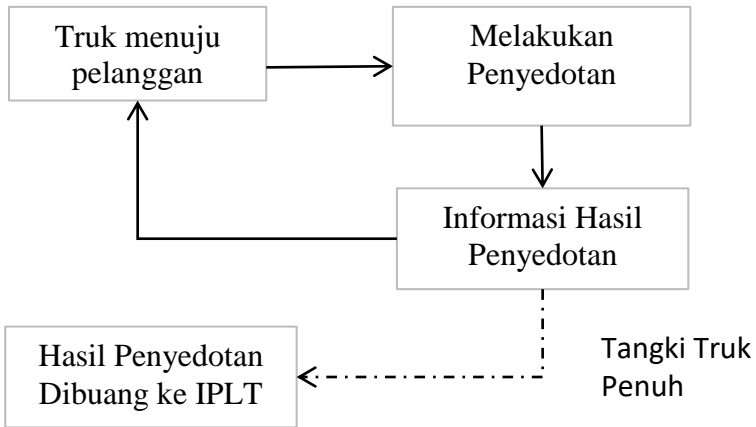 Truk menuju
pelanggan
Melakukan
Penyedotan
Informasi Hasil
Penyedotan
Hasil Penyedotan
Dibuang ke IPLT
Tangki Truk
Penuh